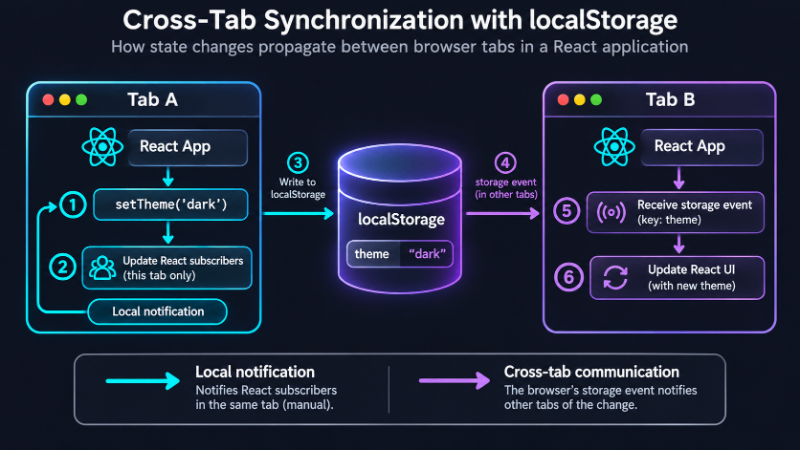 Cross-Tab Synchronization with localStorage
How state changes propagate between browser tabs in a React application
Tab A
React App
1
setTheme('dark')
2
Update React subscribers
(this tab only)
Local notification
3
Write to
localStorage
localStorage
theme
"dark"
4
storage event
(in other tabs)
Tab B
React App
5
Receive storage event
(key: theme)
6
Update React UI
(with new theme)
Local notification
Notifies React subscribers
in the same tab (manual).
Cross-tab communication
The browser's storage event notifies
other tabs of the change.